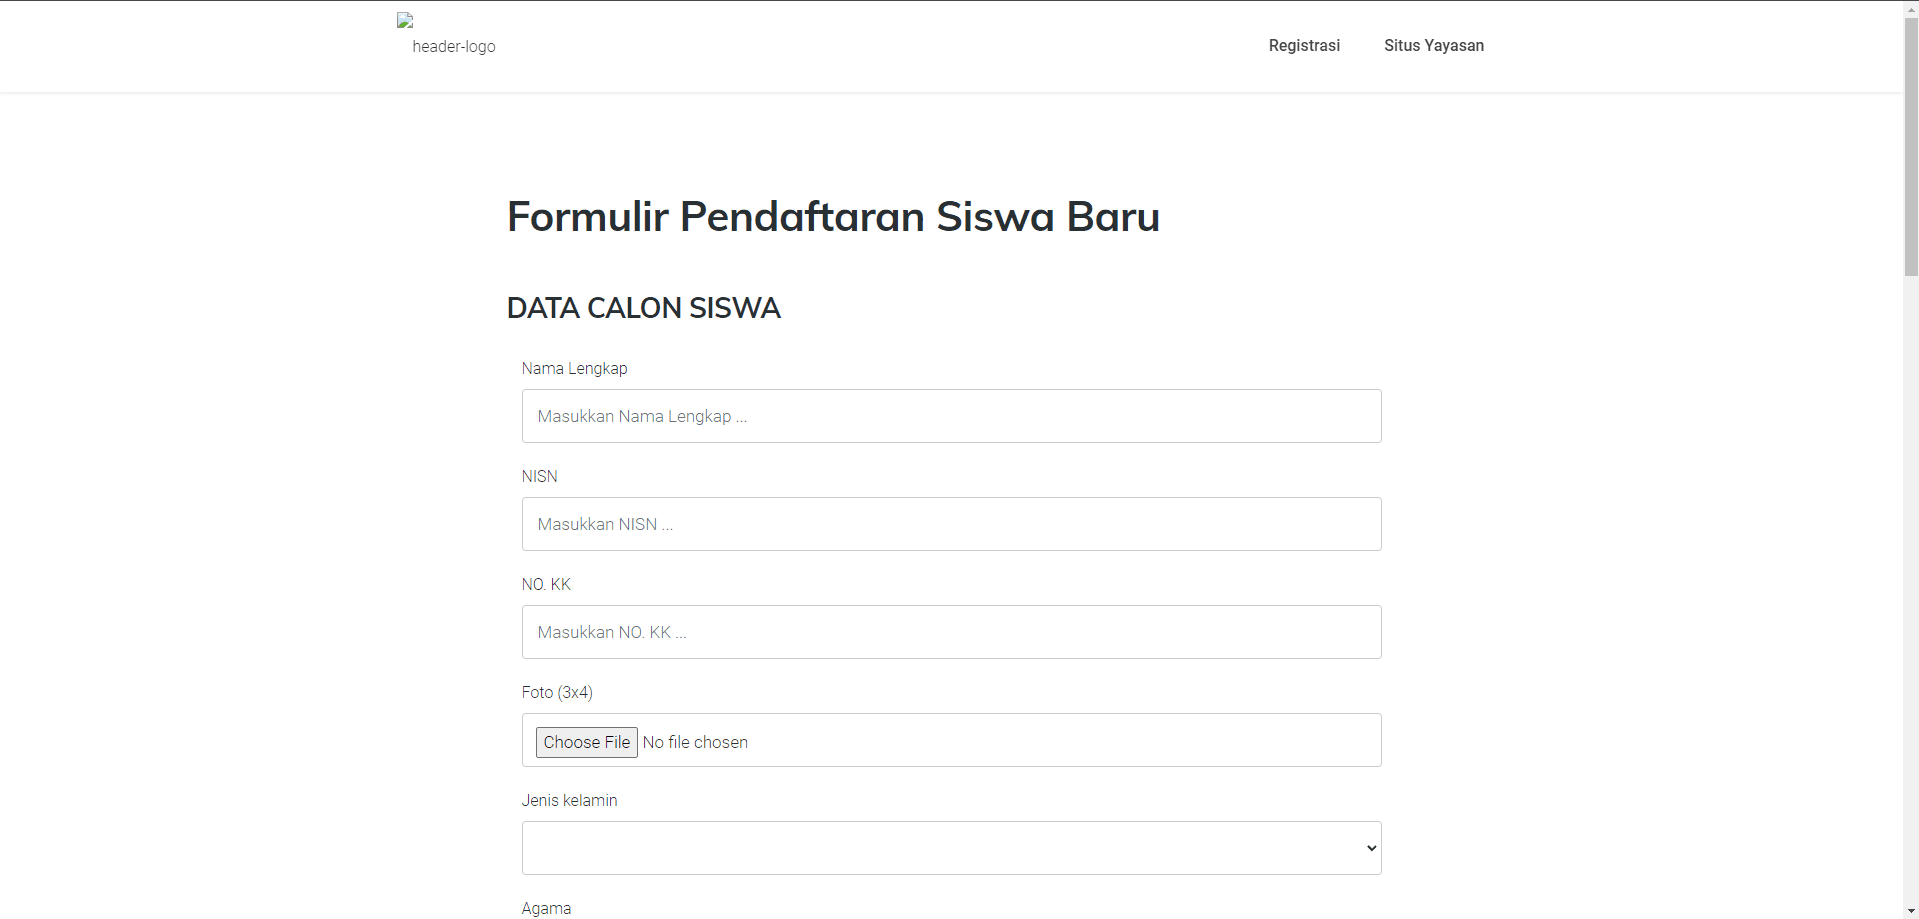 header-logo
Registrasi
Situs Yayasan
Formulir Pendaftaran Siswa Baru
DATA CALON SISWA
Nama Lengkap
Masukkan Nama Lengkap ...
NISN
Masukkan NISN ...
NO. KK
Masukkan NO. KK ...
Foto (3x4)
Choose File No file chosen
Jenis kelamin
Agama